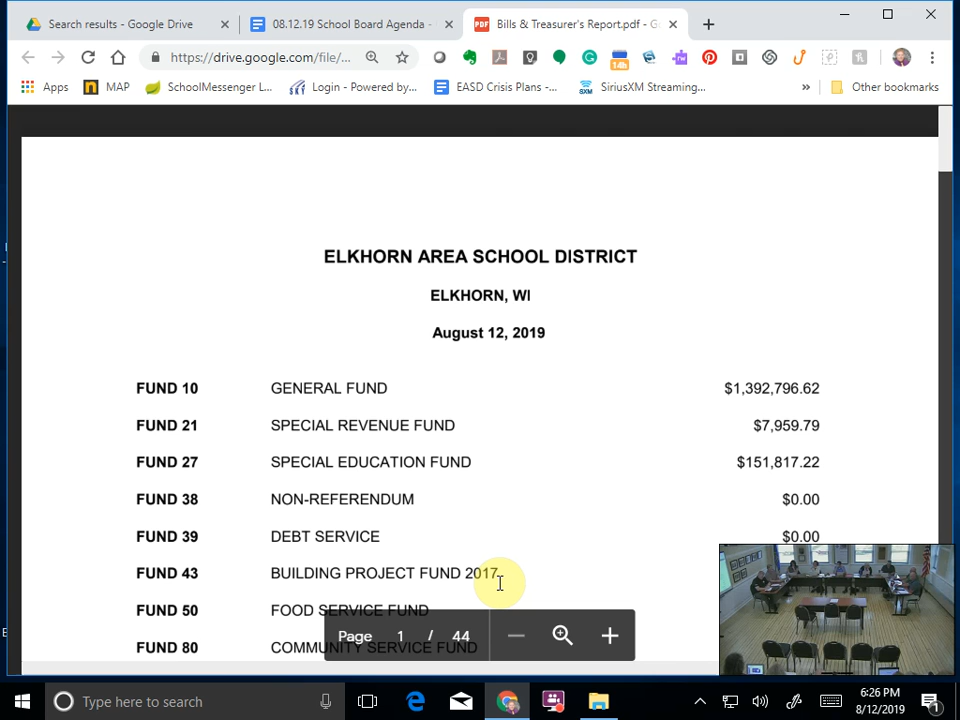 Search results - Google Drive
08.12.19 School Board Agenda -
PDF Bills & Treasurer's Report.pdf - G
https://drive.google.com/file/...
14h
Apps
MAP
SchoolMessenger L...
Login - Powered by...
EASD Crisis Plans -...
SXM SiriusXM Streaming...
»
Other bookmarks
ELKHORN AREA SCHOOL DISTRICT
ELKHORN, WI
August 12, 2019
FUND 10 GENERAL FUND $1,392,796.62
FUND 21 SPECIAL REVENUE FUND $7,959.79
FUND 27 SPECIAL EDUCATION FUND $151,817.22
FUND 38 NON-REFERENDUM $0.00
FUND 39 DEBT SERVICE $0.00
FUND 43 BUILDING PROJECT FUND 2017
FUND 50 FOOD SERVICE FUND
FUND 80 COMMUNITY SERVICE FUND
Page 1 / 44
Type here to search
6:26 PM
8/12/2019
1